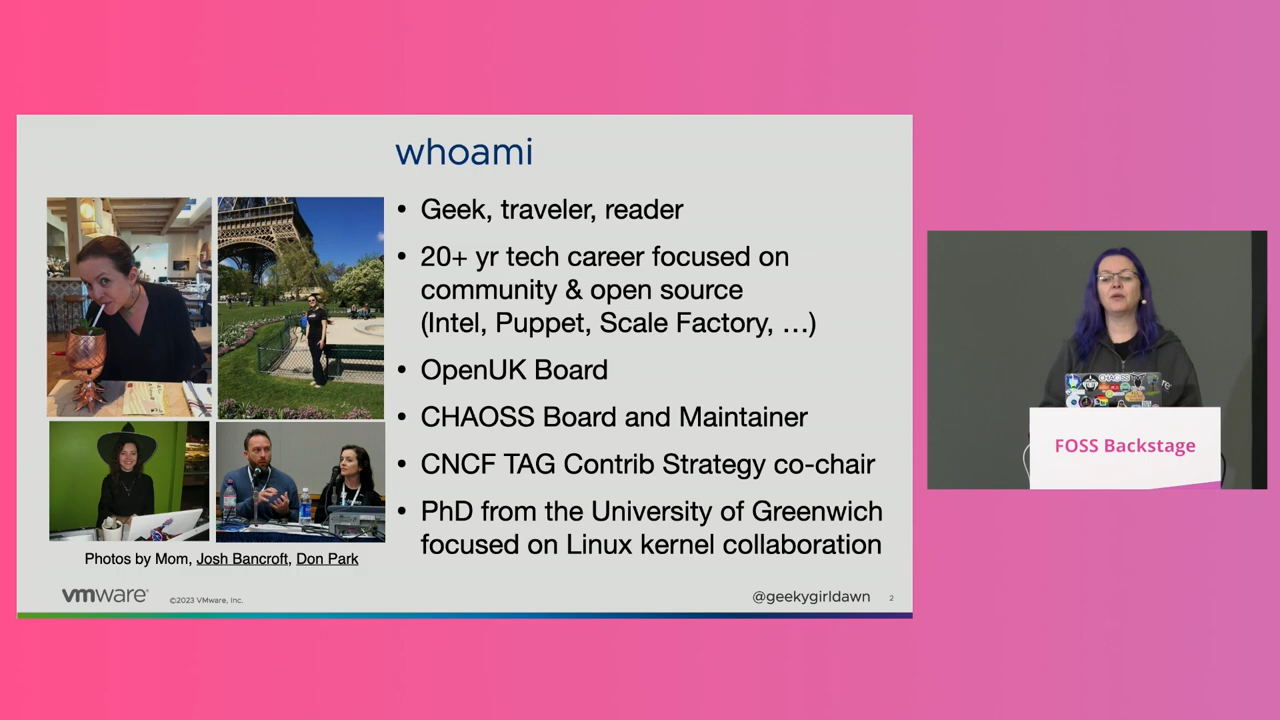 whoami
• Geek, traveler, reader
• 20+ yr tech career focused on
community & open source
(Intel, Puppet, Scale Factory, …)
• OpenUK Board
• CHAOSS Board and Maintainer
• CNCF TAG Contrib Strategy co-chair
• PhD from the University of Greenwich
focused on Linux kernel collaboration
Photos by Mom, Josh Bancroft, Don Park
vmware®
©2023 VMware, Inc.
@geekygirldawn
2
CHAOSS
FOSS Backstage